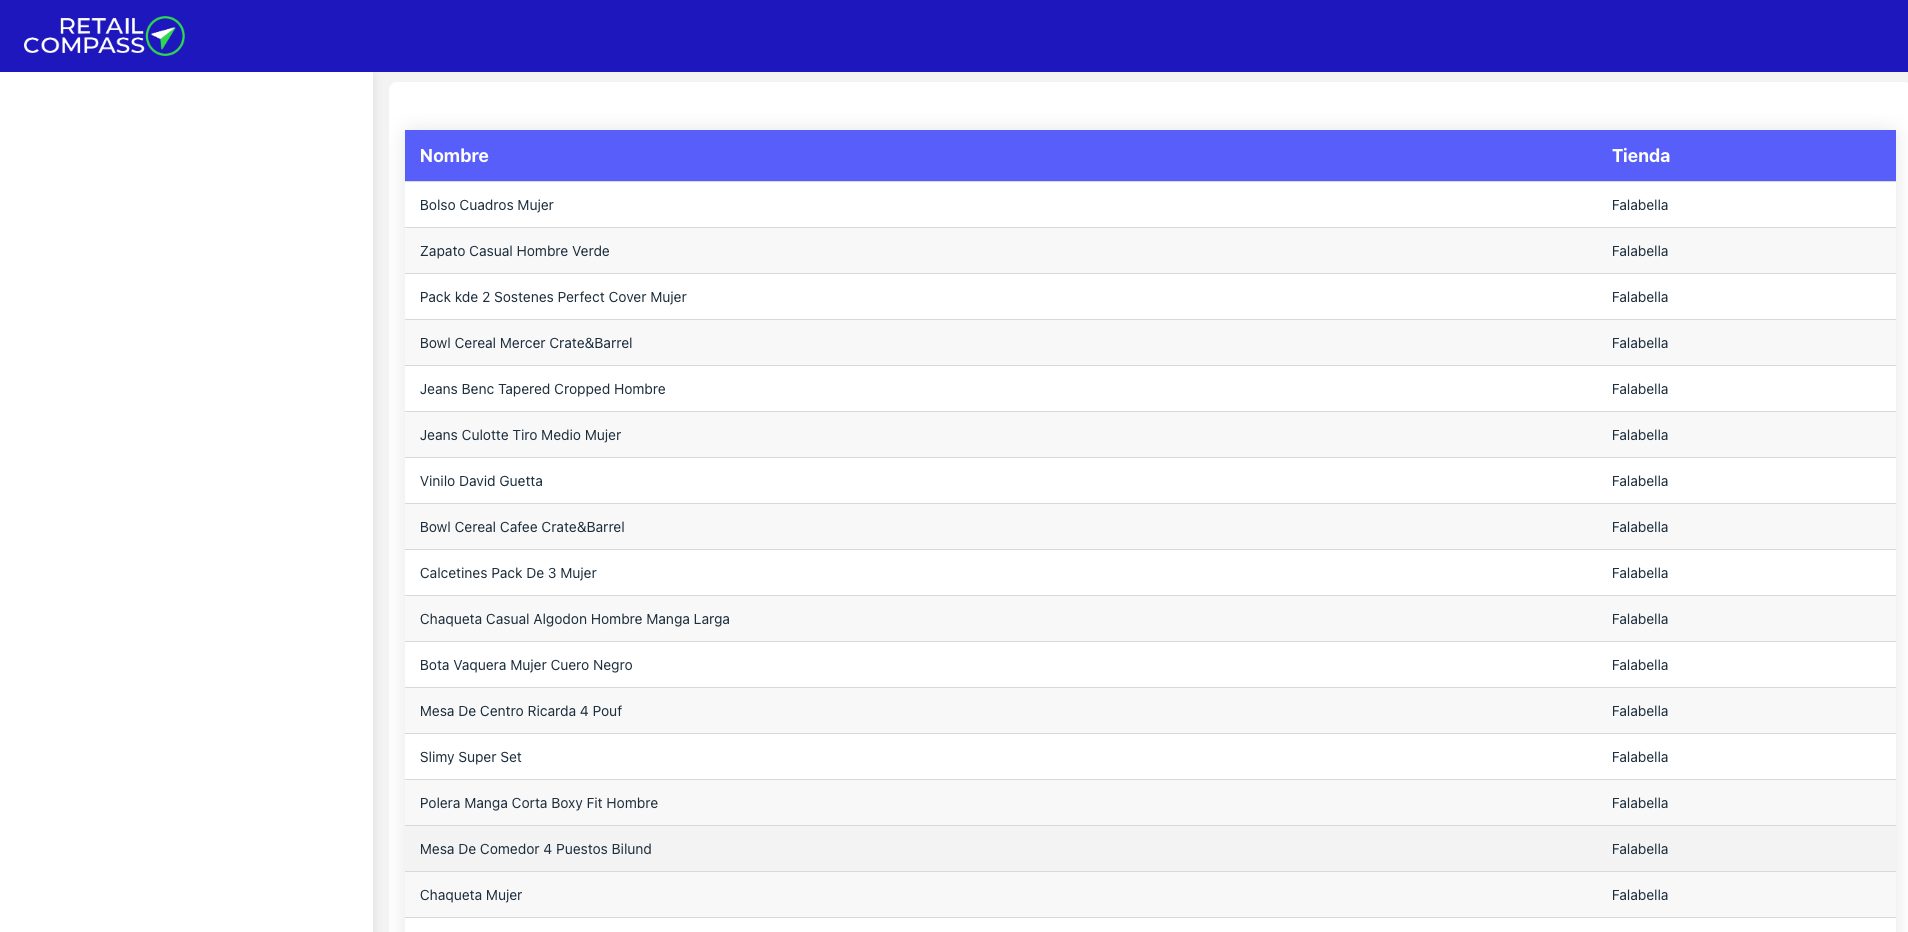 RETAIL
COMPASS
Nombre Tienda
Bolso Cuadros Mujer Falabella
Zapato Casual Hombre Verde Falabella
Pack kde 2 Sostenes Perfect Cover Mujer Falabella
Bowl Cereal Mercer Crate&Barrel Falabella
Jeans Benc Tapered Cropped Hombre Falabella
Jeans Culotte Tiro Medio Mujer Falabella
Vinilo David Guetta Falabella
Bowl Cereal Cafee Crate&Barrel Falabella
Calcetines Pack De 3 Mujer Falabella
Chaqueta Casual Algodon Hombre Manga Larga Falabella
Bota Vaquera Mujer Cuero Negro Falabella
Mesa De Centro Ricarda 4 Pouf Falabella
Slimy Super Set Falabella
Polera Manga Corta Boxy Fit Hombre Falabella
Mesa De Comedor 4 Puestos Bilund Falabella
Chaqueta Mujer Falabella